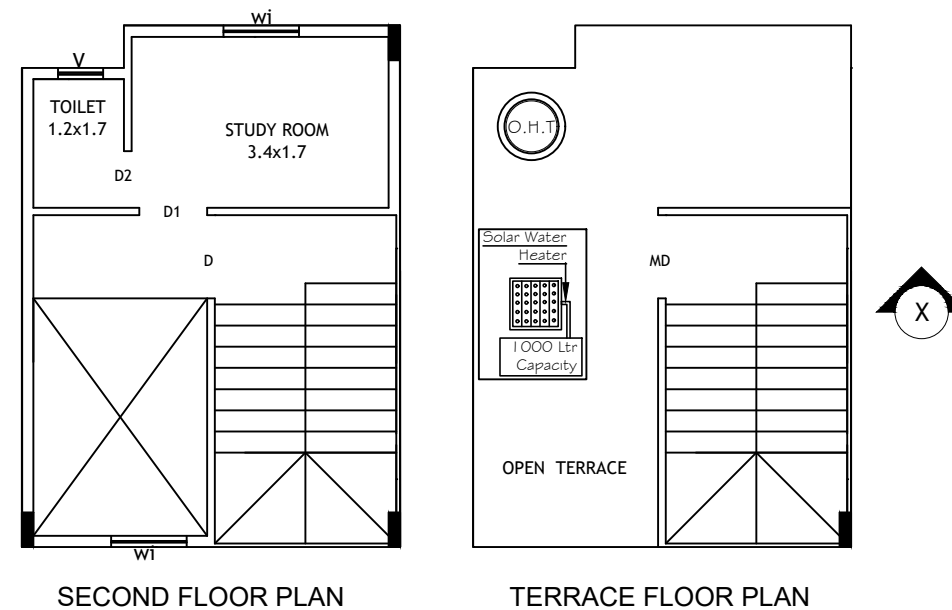 wi
V
TOILET
1.2x1.7
STUDY ROOM
3.4x1.7
D2
D1
D
wi
SECOND FLOOR PLAN
O.H.T
Solar Water
Heater
1000 Ltr
Capacity
MD
OPEN TERRACE
X
TERRACE FLOOR PLAN